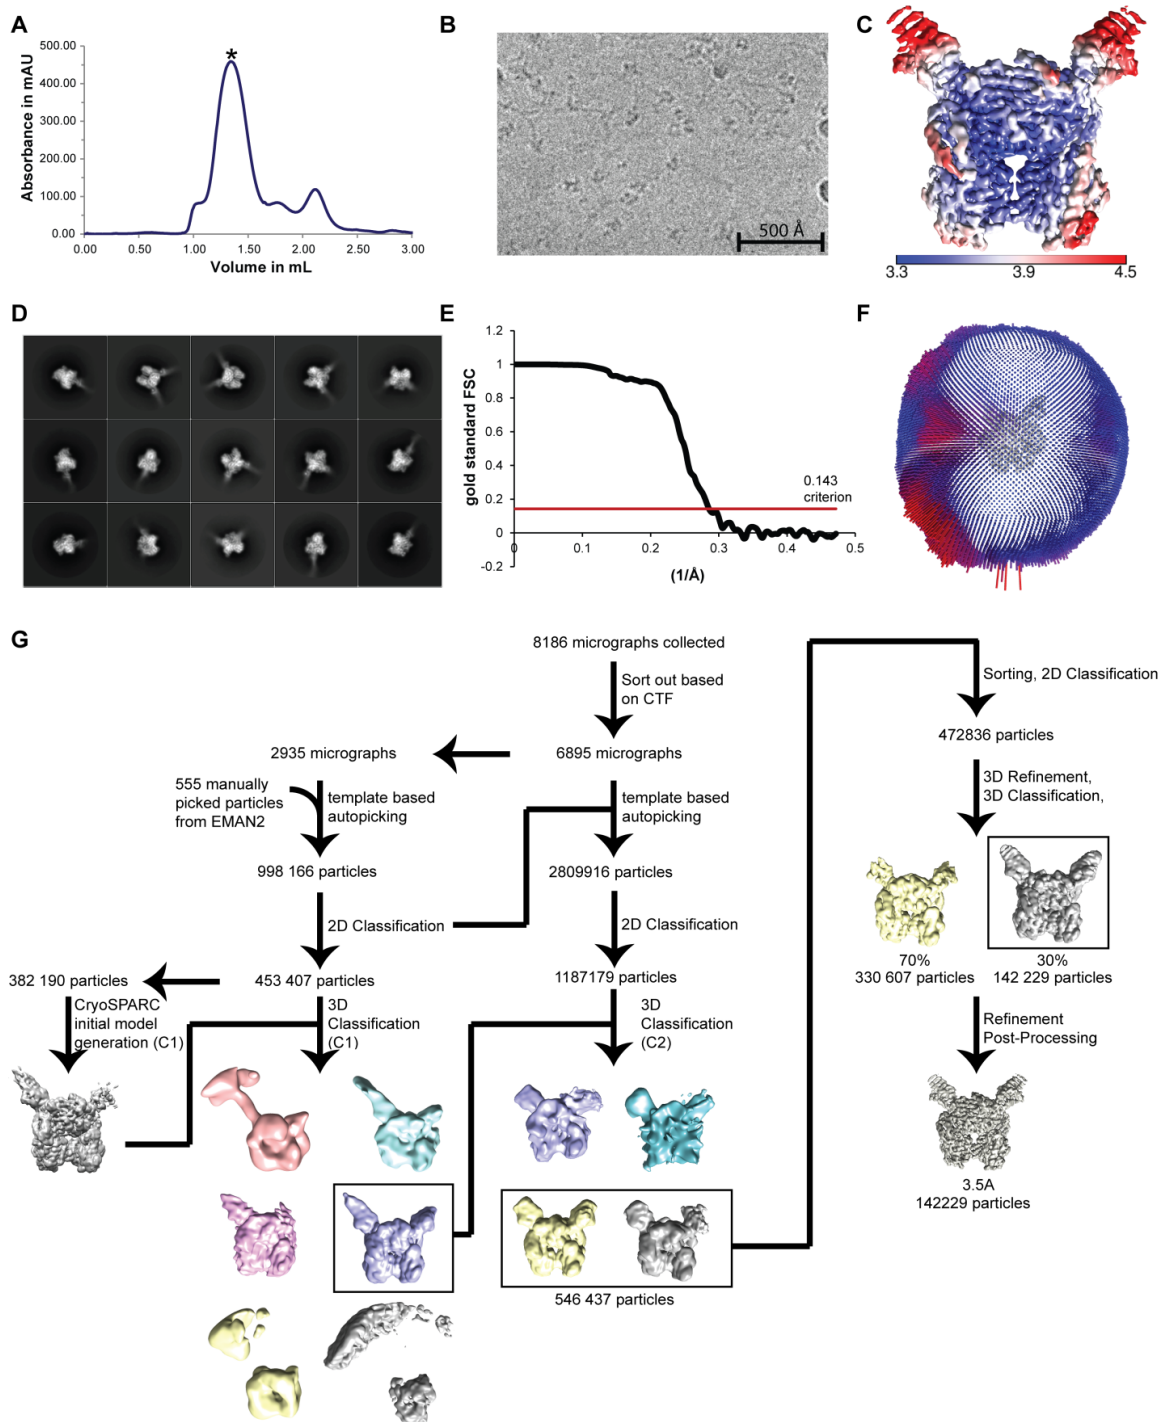 A
Absorbance in mAU
500.00
400.00
300.00
200.00
100.00
0.00
*
0.00
1.00
2.00
3.00
Volume in mL
B
500 Å
C
3.3
3.9
4.5
D
E
gold standard FSC
1.2
1
0.8
0.6
0.4
0.2
0
-0.2
0
0.1
0.2
0.3
0.4
0.5
(1/Å)
0.143
criterion
F
G
8186 micrographs collected
Sort out based
on CTF
6895 micrographs
2935 micrographs
555 manually
picked particles
from EMAN2
template based
autopicking
template based
autopicking
998 166 particles
2809916 particles
2D Classification
2D Classification
382 190 particles
453 407 particles
1187179 particles
CryoSPARC
initial model
generation (C1)
3D
Classification
(C1)
3D
Classification
(C2)
546 437 particles
Sorting, 2D Classification
472836 particles
3D Refinement,
3D Classification,
70%
330 607 particles
30%
142 229 particles
Refinement
Post-Processing
3.5A
142229 particles